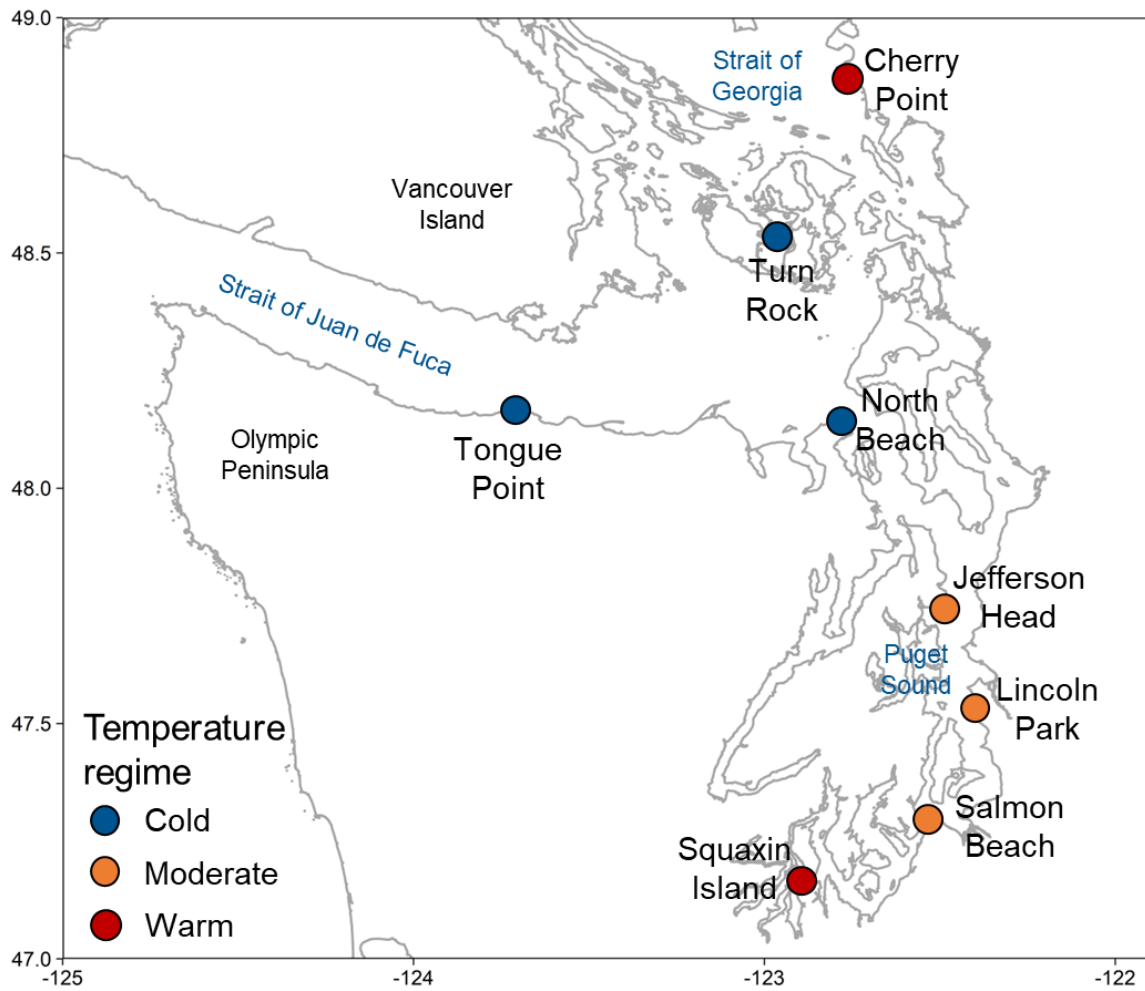 49.0
48.5
48.0
47.5
47.0
-125
-124
-123
-122
Strait of
Georgia
Cherry
Point
Vancouver
Island
Turn
Rock
Strait of Juan de Fuca
North
Beach
Olympic
Peninsula
Tongue
Point
Jefferson
Head
Puget
Sound
Lincoln
Park
Salmon
Beach
Squaxin
Island
Temperature
regime
Cold
Moderate
Warm